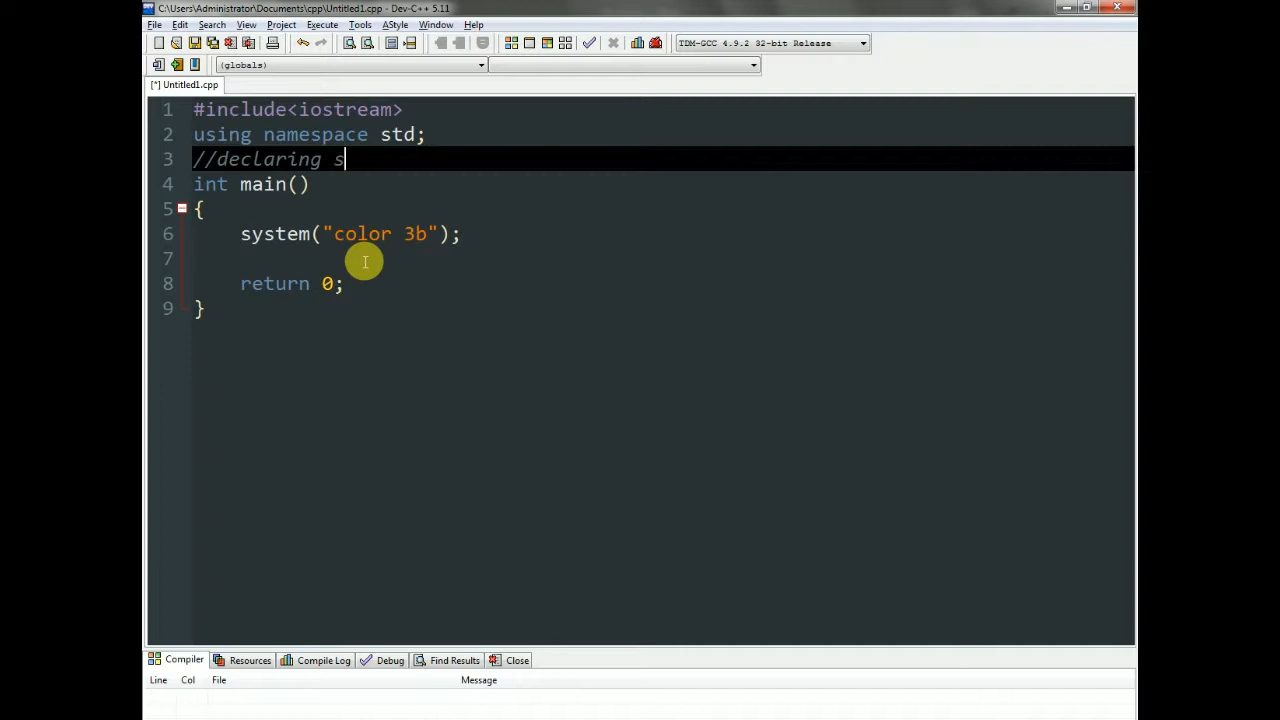 C:\Users\Administrator\Documents\cpp\Untitled1.cpp - Dev-C++ 5.11
File Edit Search View Project Execute Tools AStyle Window Help
TDM-GCC 4.9.2 32-bit Release
(globals)
[*] Untitled1.cpp
1 #include<iostream>
2 using namespace std;
3 //declaring s
4 int main()
5 {
6 system("color 3b");
7
8 return 0;
9 }
Compiler Resources Compile Log Debug Find Results Close
Line Col File Message